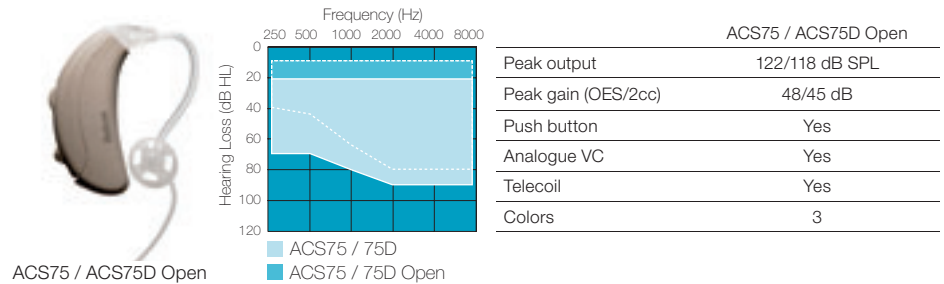 Frequency (Hz)
250 500 1000 2000 4000 8000
Hearing Loss (dB HL)
0
20
40
60
80
100
120
ACS75 / 75D
ACS75 / 75D Open
ACS75 / ACS75D Open
ACS75 / ACS75D Open
Peak output 122/118 dB SPL
Peak gain (OES/2cc) 48/45 dB
Push button Yes
Analogue VC Yes
Telecoil Yes
Colors 3